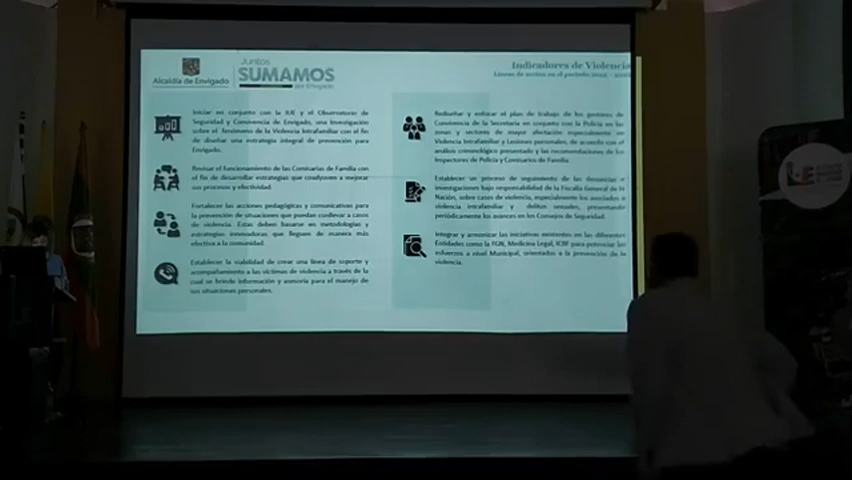 Alcaldía de Envigado
Juntos
SUMAMOS
por Envigado
Indicadores de Violencia
Líneas de acción en el periodo
Iniciar en conjunto con la IUE y el Observatorio de
Seguridad y Convivencia de Envigado, una investigación
sobre el fenómeno de la Violencia Intrafamiliar con el fin
de diseñar una estrategia integral de prevención para
Envigado.
Revisar el funcionamiento de las Comisarías de Familia con
el fin de desarrollar estrategias que coadyuven a mejorar
sus procesos y efectividad.
Fortalecer las acciones pedagógicas y comunicativas para
la prevención de situaciones que puedan conllevar a casos
de violencia. Estas deben basarse en metodologías y
estrategias innovadoras, que lleguen de manera más
efectiva a la comunidad.
Establecer la viabilidad de crear una línea de soporte y
acompañamiento a las víctimas de violencia a través de la
cual se brinde información y asesoría para el manejo de
sus situaciones personales.
Rediseñar y enfocar el plan de trabajo de los gestores de
Convivencia de la Secretaría en conjunto con la Policía en las
zonas y sectores de mayor afectación especialmente en
Violencia Intrafamiliar y Lesiones personales, de acuerdo con el
análisis criminológico presentado y las recomendaciones de los
Inspectores de Policía y Comisarios de Familia.
Establecer un proceso de seguimiento de las denuncias e
investigaciones bajo responsabilidad de la Fiscalía General de la
Nación, sobre casos de violencia, especialmente los asociados a
violencia intrafamiliar y delitos sexuales, presentando
periódicamente los avances en los Consejos de Seguridad.
Integrar y armonizar las iniciativas existentes en las diferentes
Entidades como la FGN, Medicina Legal, ICBF para potenciar los
esfuerzos a nivel Municipal, orientados a la prevención de la
violencia.